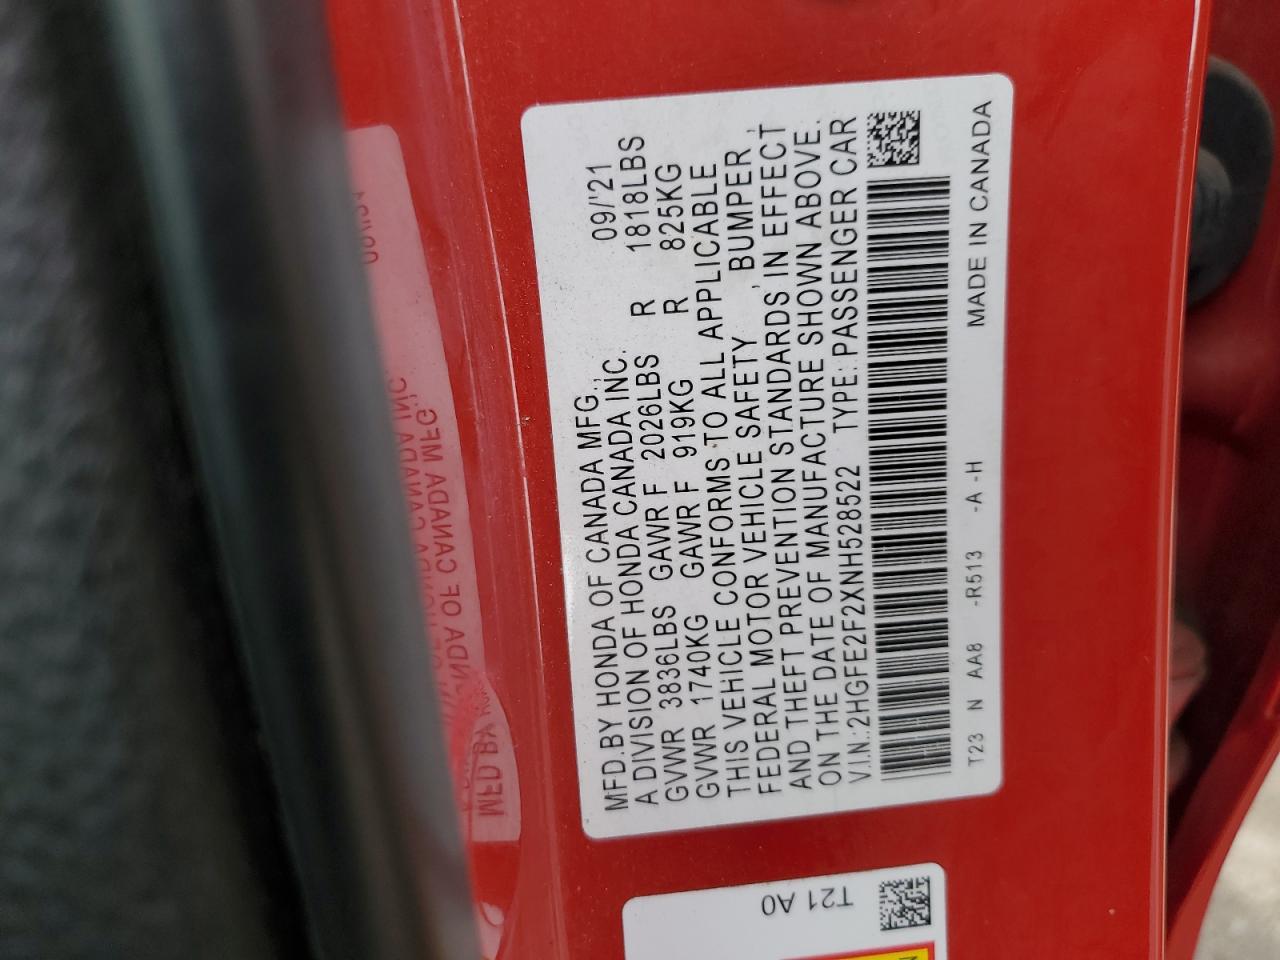 MFD.BY HONDA OF CANADA MFG.,
A DIVISION OF HONDA CANADA INC. 09/'21
GVWR 3836LBS GAWR F 2026LBS R 1818LBS
GVWR 1740KG GAWR F 919KG R 825KG
THIS VEHICLE CONFORMS TO ALL APPLICABLE
FEDERAL MOTOR VEHICLE SAFETY , BUMPER ,
AND THEFT PREVENTION STANDARDS IN EFFECT
ON THE DATE OF MANUFACTURE SHOWN ABOVE.
V.I.N.:2HGFE2F2XNH528522 TYPE: PASSENGER CAR
T23 N AA8 -R513 -A -H MADE IN CANADA
T21 A0